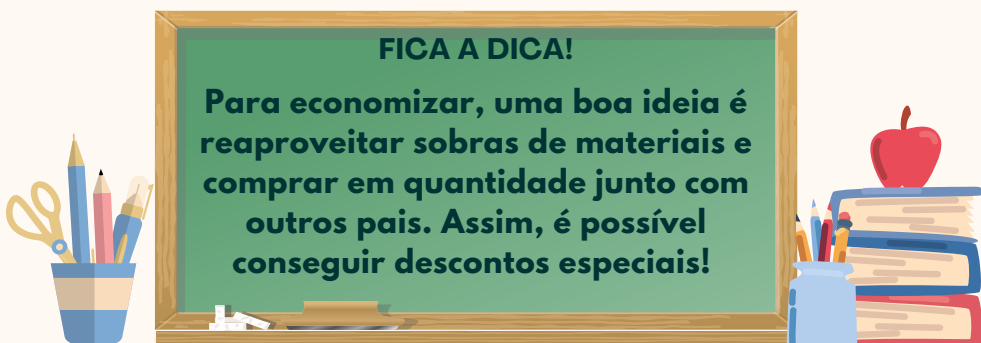 FICA A DICA!
Para economizar, uma boa ideia é
reaproveitar sobras de materiais e
comprar em quantidade junto com
outros pais. Assim, é possível
conseguir descontos especiais!